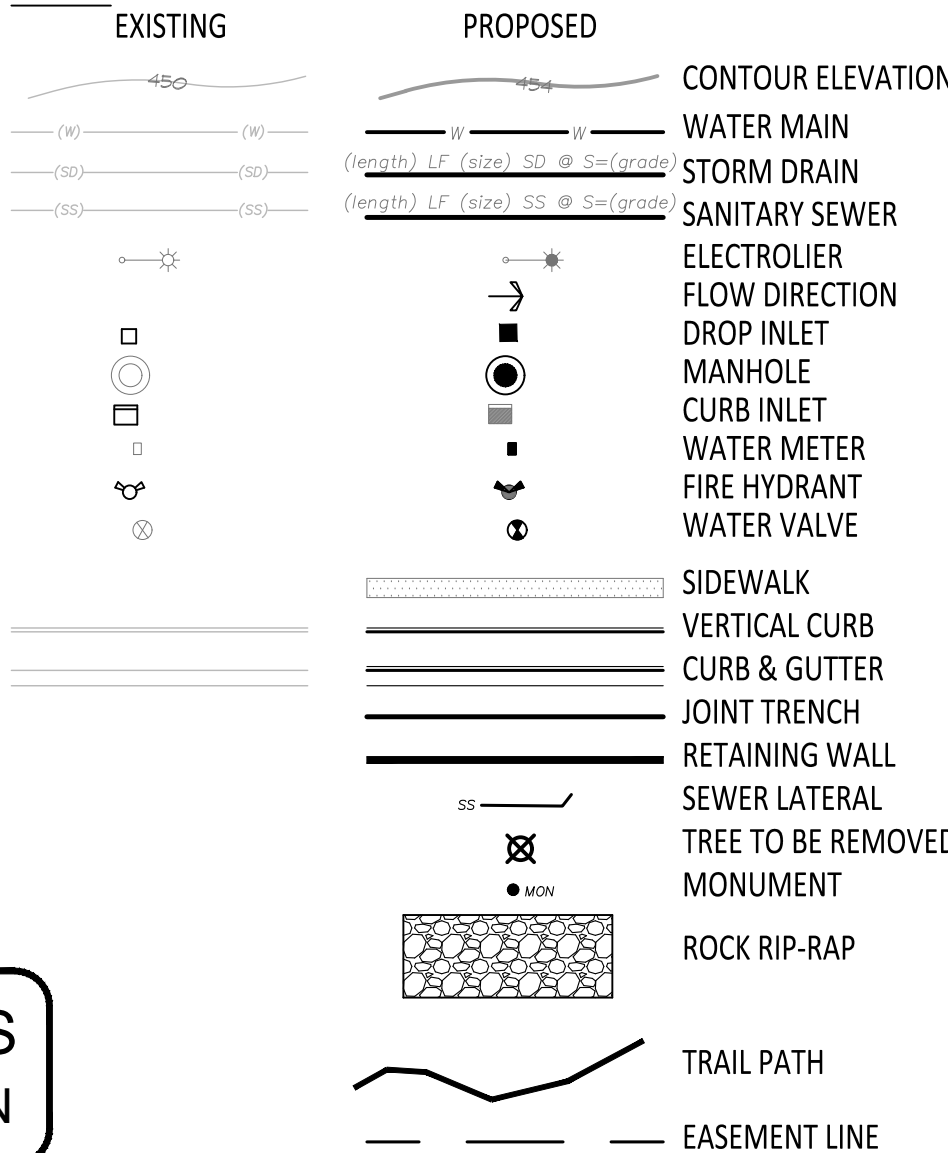 EXISTING PROPOSED
450 454 CONTOUR ELEVATION
(W) (W) W W WATER MAIN
(SD) (SD) (length) LF (size) SD @ S=(grade) STORM DRAIN
(SS) (SS) (length) LF (size) SS @ S=(grade) SANITARY SEWER
ELECTROLIER
FLOW DIRECTION
DROP INLET
MANHOLE
CURB INLET
WATER METER
FIRE HYDRANT
WATER VALVE
SIDEWALK
VERTICAL CURB
CURB & GUTTER
JOINT TRENCH
RETAINING WALL
SS SEWER LATERAL
TREE TO BE REMOVED
MON MONUMENT
ROCK RIP-RAP
S
N
TRAIL PATH
EASEMENT LINE